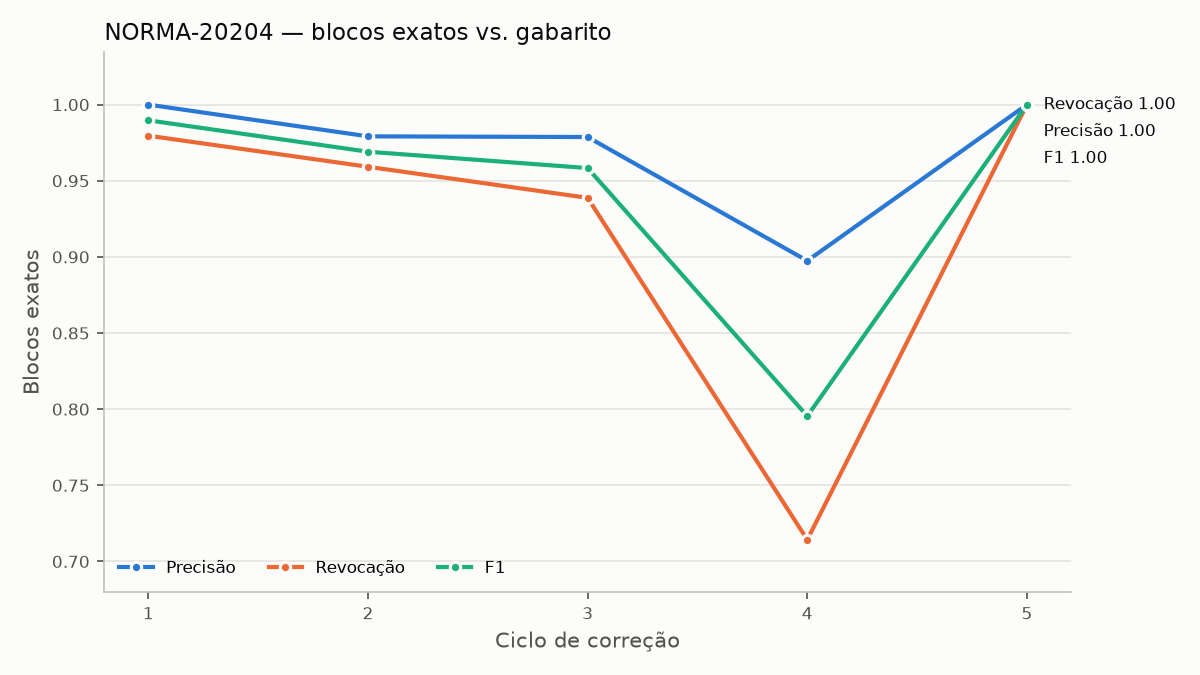 NORMA-20204 — blocos exatos vs. gabarito
Blocos exatos
1.00
0.95
0.90
0.85
0.80
0.75
0.70
Revocação 1.00
Precisão 1.00
F1 1.00
Precisão
Revocação
F1
1
2
3
4
5
Ciclo de correção